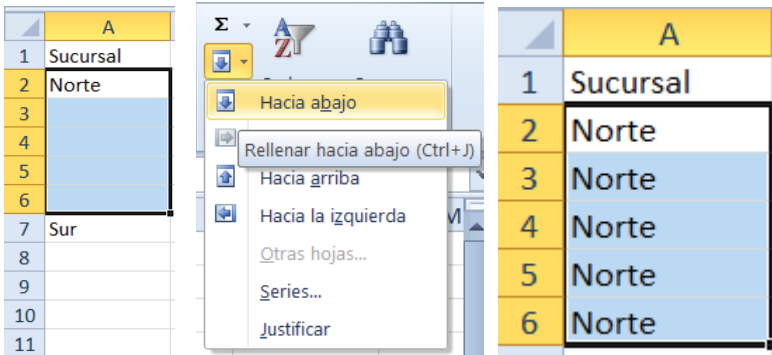 A
1 Sucursal
2 Norte
3
4
5
6
7 Sur
8
9
10
11
Σ
A
Z
Hacia abajo
Rellenar hacia abajo (Ctrl+J)
Hacia arriba
Hacia la izquierda
M
Otras hojas...
Series...
Justificar
A
1 Sucursal
2 Norte
3 Norte
4 Norte
5 Norte
6 Norte